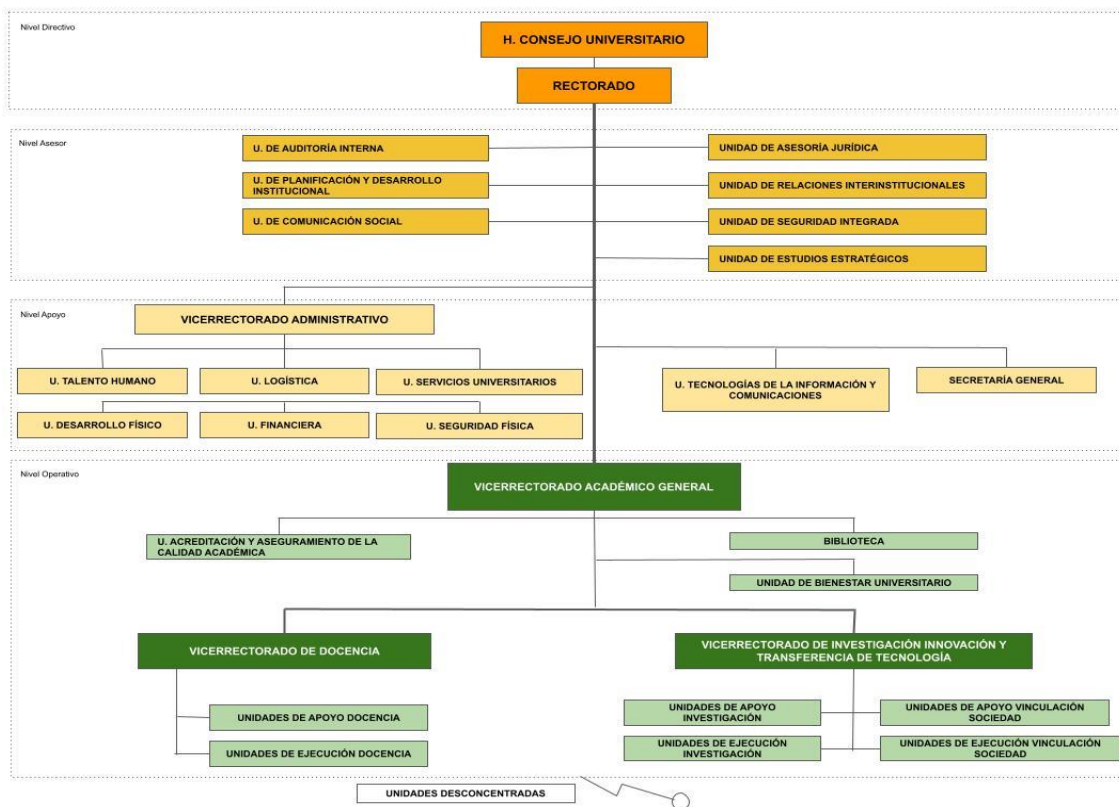 Nivel Directivo
H. CONSEJO UNIVERSITARIO
RECTORADO
Nivel Asesor
U. DE AUDITORÍA INTERNA
UNIDAD DE ASESORÍA JURÍDICA
U. DE PLANIFICACIÓN Y DESARROLLO
INSTITUCIONAL
UNIDAD DE RELACIONES INTERINSTITUCIONALES
U. DE COMUNICACIÓN SOCIAL
UNIDAD DE SEGURIDAD INTEGRADA
UNIDAD DE ESTUDIOS ESTRATÉGICOS
Nivel Apoyo
VICERRECTORADO ADMINISTRATIVO
U. TALENTO HUMANO
U. LOGÍSTICA
U. SERVICIOS UNIVERSITARIOS
U. TECNOLOGÍAS DE LA INFORMACIÓN Y
COMUNICACIONES
SECRETARÍA GENERAL
U. DESARROLLO FÍSICO
U. FINANCIERA
U. SEGURIDAD FÍSICA
Nivel Operativo
VICERRECTORADO ACADÉMICO GENERAL
U. ACREDITACIÓN Y ASEGURAMIENTO DE LA
CALIDAD ACADÉMICA
BIBLIOTECA
UNIDAD DE BIENESTAR UNIVERSITARIO
VICERRECTORADO DE DOCENCIA
VICERRECTORADO DE INVESTIGACIÓN INNOVACIÓN Y
TRANSFERENCIA DE TECNOLOGÍA
UNIDADES DE APOYO DOCENCIA
UNIDADES DE EJECUCIÓN DOCENCIA
UNIDADES DE APOYO
INVESTIGACIÓN
UNIDADES DE APOYO VINCULACIÓN
SOCIEDAD
UNIDADES DE EJECUCIÓN
INVESTIGACIÓN
UNIDADES DE EJECUCIÓN VINCULACIÓN
SOCIEDAD
UNIDADES DESCONCENTRADAS